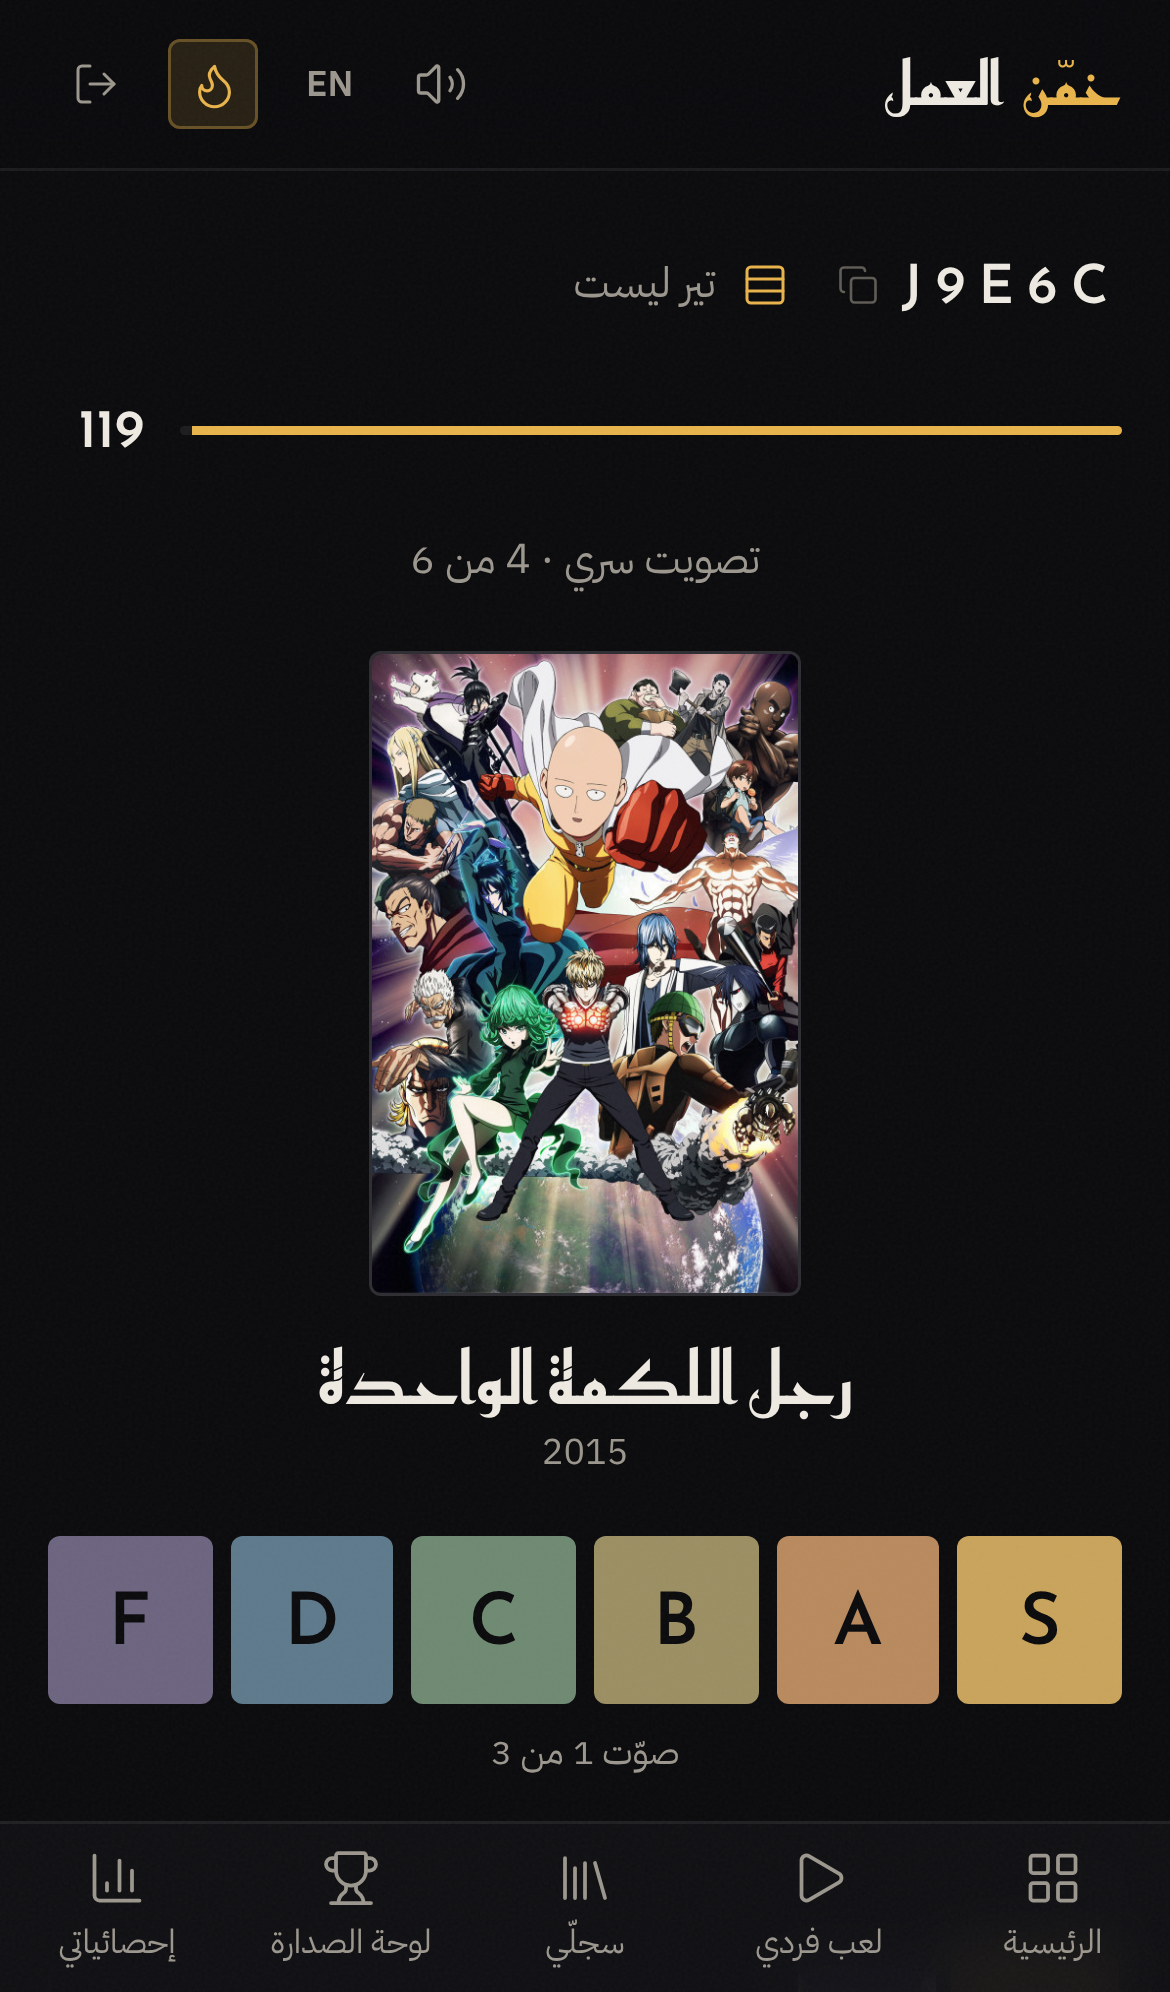 خمّن العمل
EN
J9E6C
تير ليست
119
تصويت سري · 4 من 6
رجل اللكمة الواحدة
2015
S A B C D F
صوّت 1 من 3
الرئيسية
لعب فردي
سجلّي
لوحة الصدارة
إحصائياتي